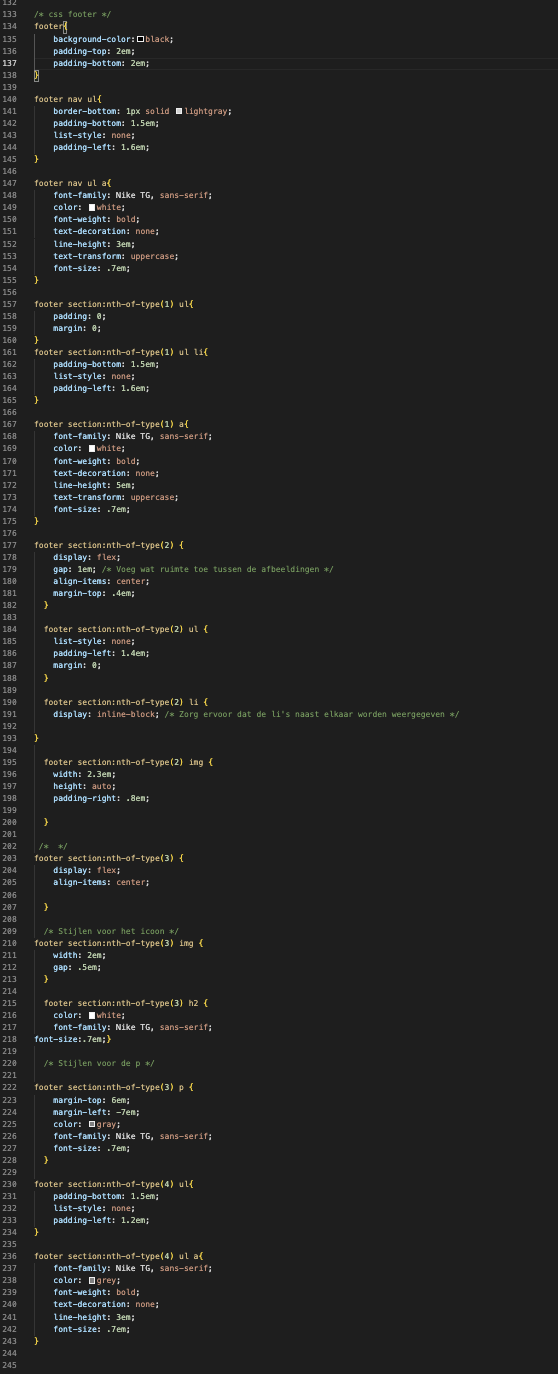 132
133 /* css footer */
134 footer{
135 background-color: black;
136 padding-top: 2em;
137 padding-bottom: 2em;
138 }
139
140 footer nav ul{
141 border-bottom: 1px solid lightgray;
142 padding-bottom: 1.5em;
143 list-style: none;
144 padding-left: 1.6em;
145 }
146
147 footer nav ul a{
148 font-family: Nike TG, sans-serif;
149 color: white;
150 font-weight: bold;
151 text-decoration: none;
152 line-height: 3em;
153 text-transform: uppercase;
154 font-size: .7em;
155 }
156
157 footer section:nth-of-type(1) ul{
158 padding: 0;
159 margin: 0;
160 }
161 footer section:nth-of-type(1) ul li{
162 padding-bottom: 1.5em;
163 list-style: none;
164 padding-left: 1.6em;
165 }
166
167 footer section:nth-of-type(1) a{
168 font-family: Nike TG, sans-serif;
169 color: white;
170 font-weight: bold;
171 text-decoration: none;
172 line-height: 5em;
173 text-transform: uppercase;
174 font-size: .7em;
175 }
176
177 footer section:nth-of-type(2) {
178 display: flex;
179 gap: 1em; /* Voeg wat ruimte toe tussen de afbeeldingen */
180 align-items: center;
181 margin-top: .4em;
182 }
183
184 footer section:nth-of-type(2) ul {
185 list-style: none;
186 padding-left: 1.4em;
187 margin: 0;
188 }
189
190 footer section:nth-of-type(2) li {
191 display: inline-block; /* Zorg ervoor dat de li's naast elkaar worden weergegeven */
192
193 }
194
195 footer section:nth-of-type(2) img {
196 width: 2.3em;
197 height: auto;
198 padding-right: .8em;
199
200 }
201
202 /* */
203 footer section:nth-of-type(3) {
204 display: flex;
205 align-items: center;
206
207 }
208
209 /* Stijlen voor het icoon */
210 footer section:nth-of-type(3) img {
211 width: 2em;
212 gap: .5em;
213 }
214
215 footer section:nth-of-type(3) h2 {
216 color: white;
217 font-family: Nike TG, sans-serif;
218 font-size:.7em;}
219
220 /* Stijlen voor de p */
221
222 footer section:nth-of-type(3) p {
223 margin-top: 6em;
224 margin-left: -7em;
225 color: gray;
226 font-family: Nike TG, sans-serif;
227 font-size: .7em;
228 }
229
230 footer section:nth-of-type(4) ul{
231 padding-bottom: 1.5em;
232 list-style: none;
233 padding-left: 1.2em;
234 }
235
236 footer section:nth-of-type(4) ul a{
237 font-family: Nike TG, sans-serif;
238 color: grey;
239 font-weight: bold;
240 text-decoration: none;
241 line-height: 3em;
242 font-size: .7em;
243 }
244
245